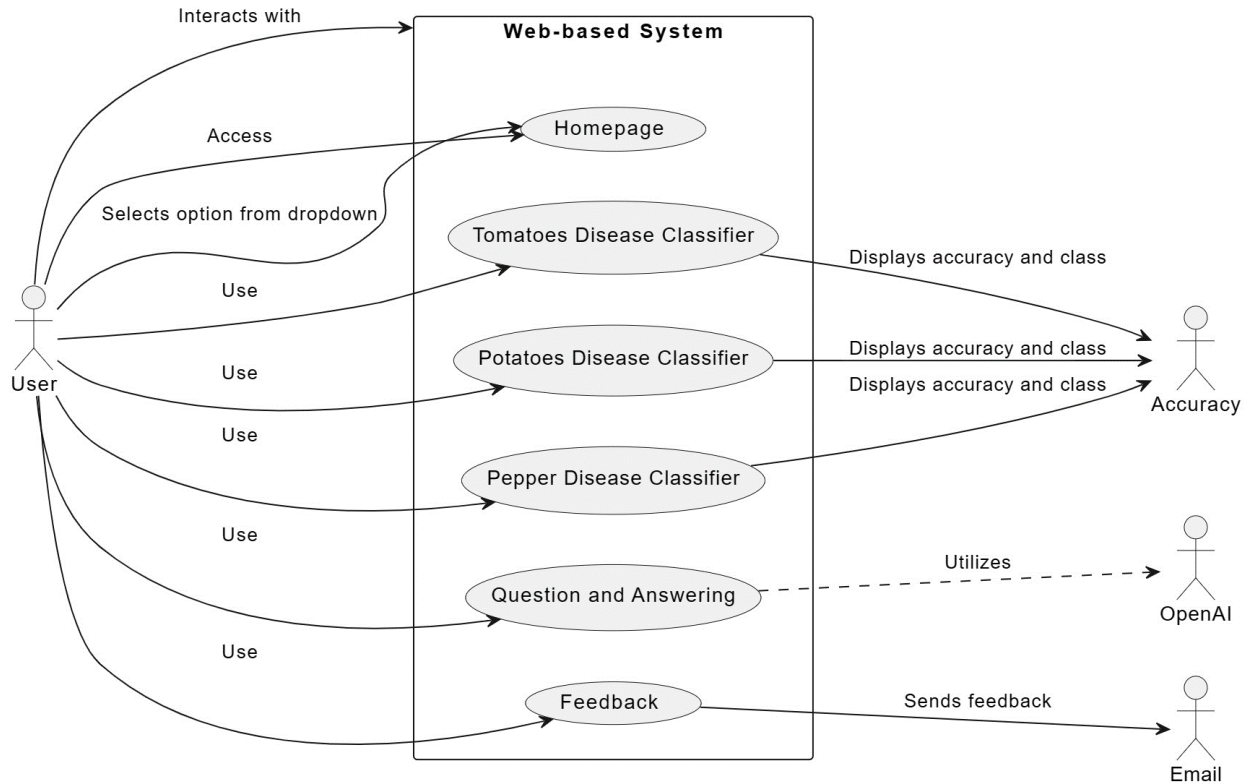 Interacts with
Web-based System
Access
Homepage
Selects option from dropdown
Tomatoes Disease Classifier
Displays accuracy and class
Use
Potatoes Disease Classifier
Displays accuracy and class
Use
User
Displays accuracy and class
Accuracy
Use
Pepper Disease Classifier
Use
Utilizes
Question and Answering
OpenAI
Use
Feedback
Sends feedback
Email